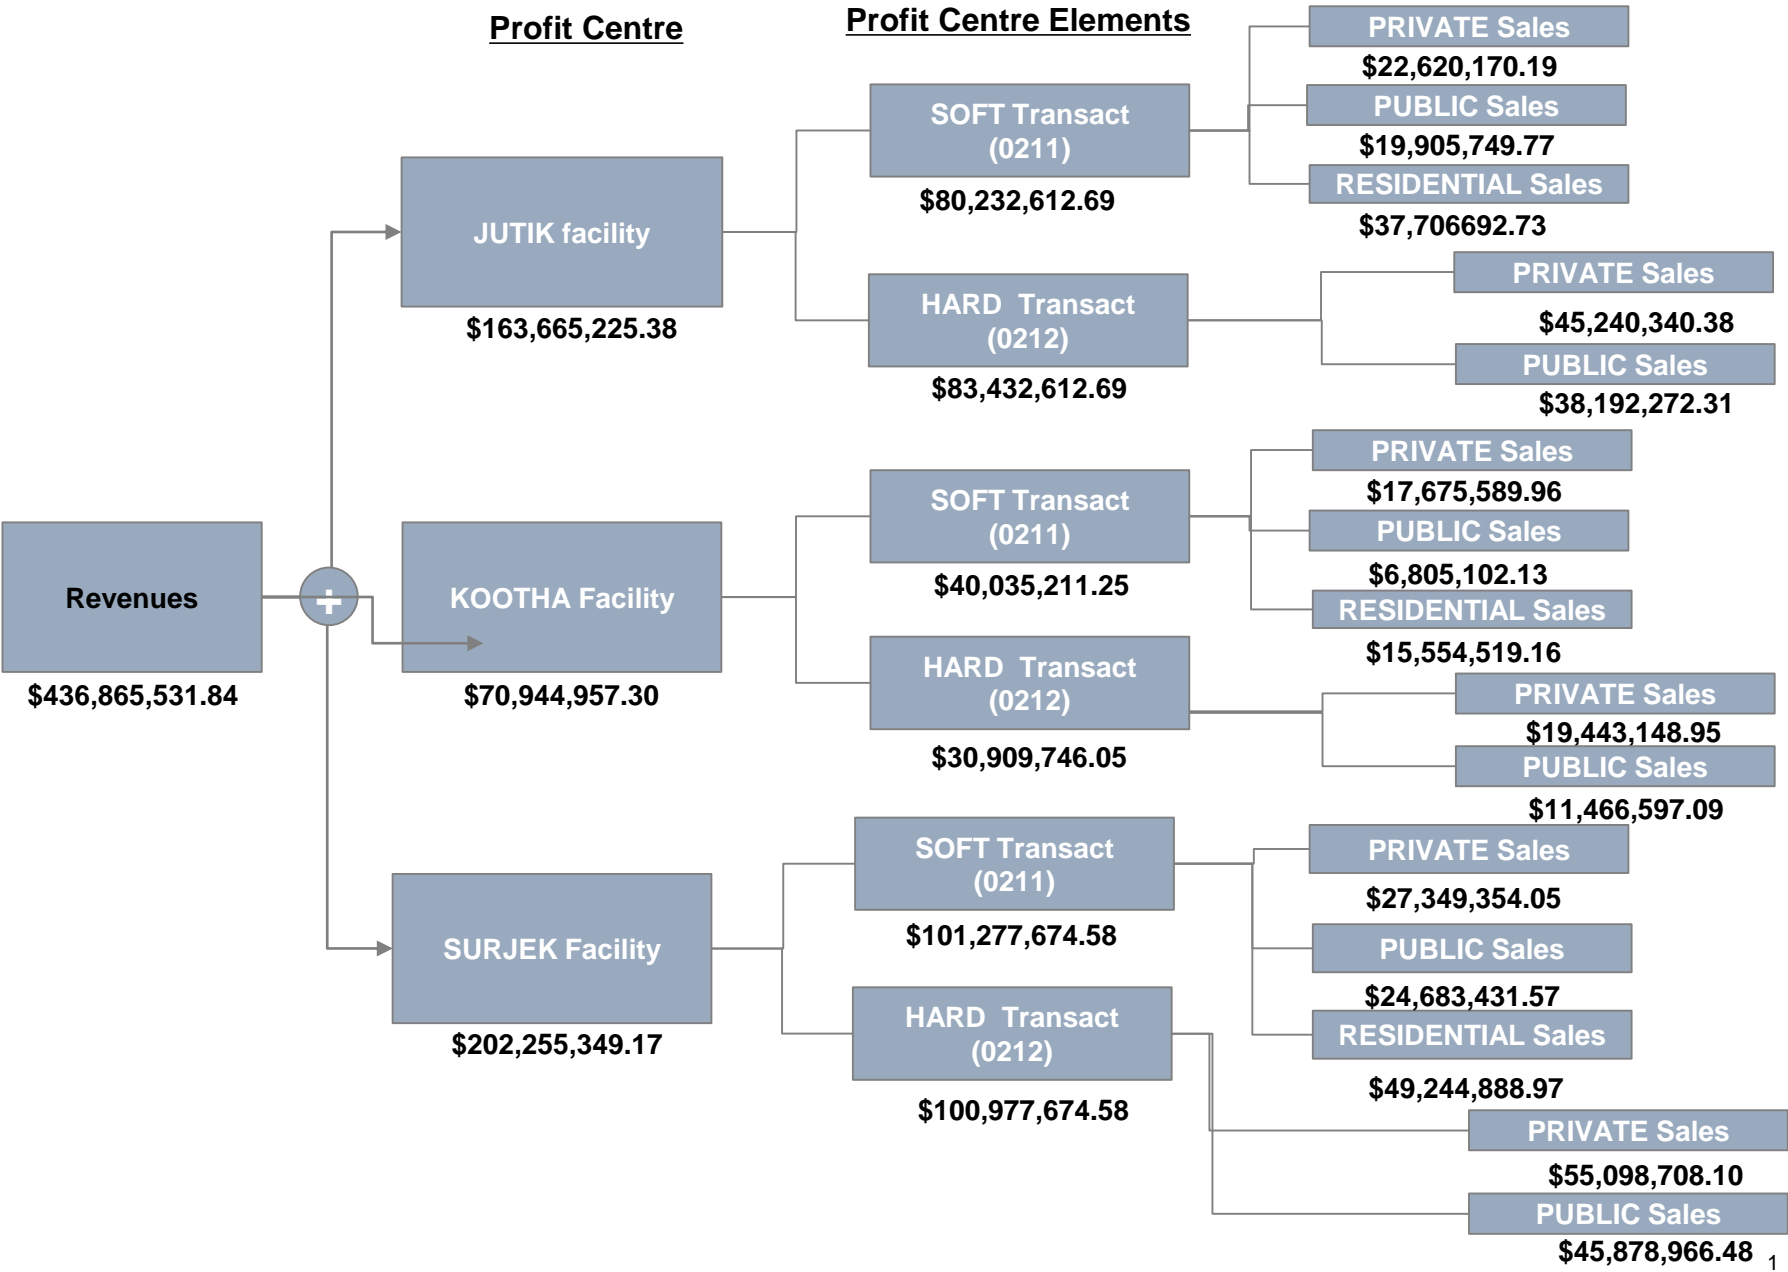 Profit Centre
Profit Centre Elements
PRIVATE Sales
$22,620,170.19
PUBLIC Sales
$19,905,749.77
RESIDENTIAL Sales
$37,706692.73
SOFT Transact
(0211)
$80,232,612.69
JUTIK facility
$163,665,225.38
HARD  Transact
(0212)
$83,432,612.69
PRIVATE Sales
$45,240,340.38
PUBLIC Sales
$38,192,272.31
Revenues
$436,865,531.84
+
KOOTHA Facility
$70,944,957.30
SOFT Transact
(0211)
$40,035,211.25
PRIVATE Sales
$17,675,589.96
PUBLIC Sales
$6,805,102.13
RESIDENTIAL Sales
$15,554,519.16
HARD  Transact
(0212)
$30,909,746.05
PRIVATE Sales
$19,443,148.95
PUBLIC Sales
$11,466,597.09
SURJEK Facility
$202,255,349.17
SOFT Transact
(0211)
$101,277,674.58
PRIVATE Sales
$27,349,354.05
PUBLIC Sales
$24,683,431.57
RESIDENTIAL Sales
$49,244,888.97
HARD  Transact
(0212)
$100,977,674.58
PRIVATE Sales
$55,098,708.10
PUBLIC Sales
$45,878,966.48
1